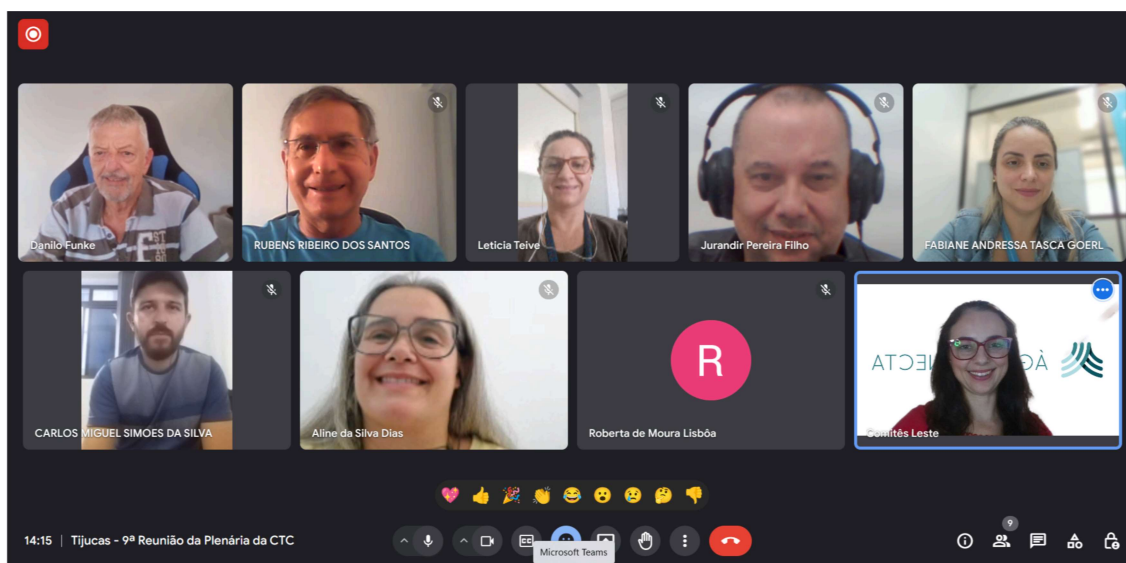 Danilo Funke
RUBENS RIBEIRO DOS SANTOS
Leticia Teive
Jurandir Pereira Filho
FABIANE ANDRESSA TASCA GOERL
CARLOS MIGUEL SIMOES DA SILVA
Aline da Silva Dias
R
Roberta de Moura Lisbôa
Comitês Leste
14:15 | Tijucas - 9ª Reunião da Plenária da CTC
Microsoft Teams
9